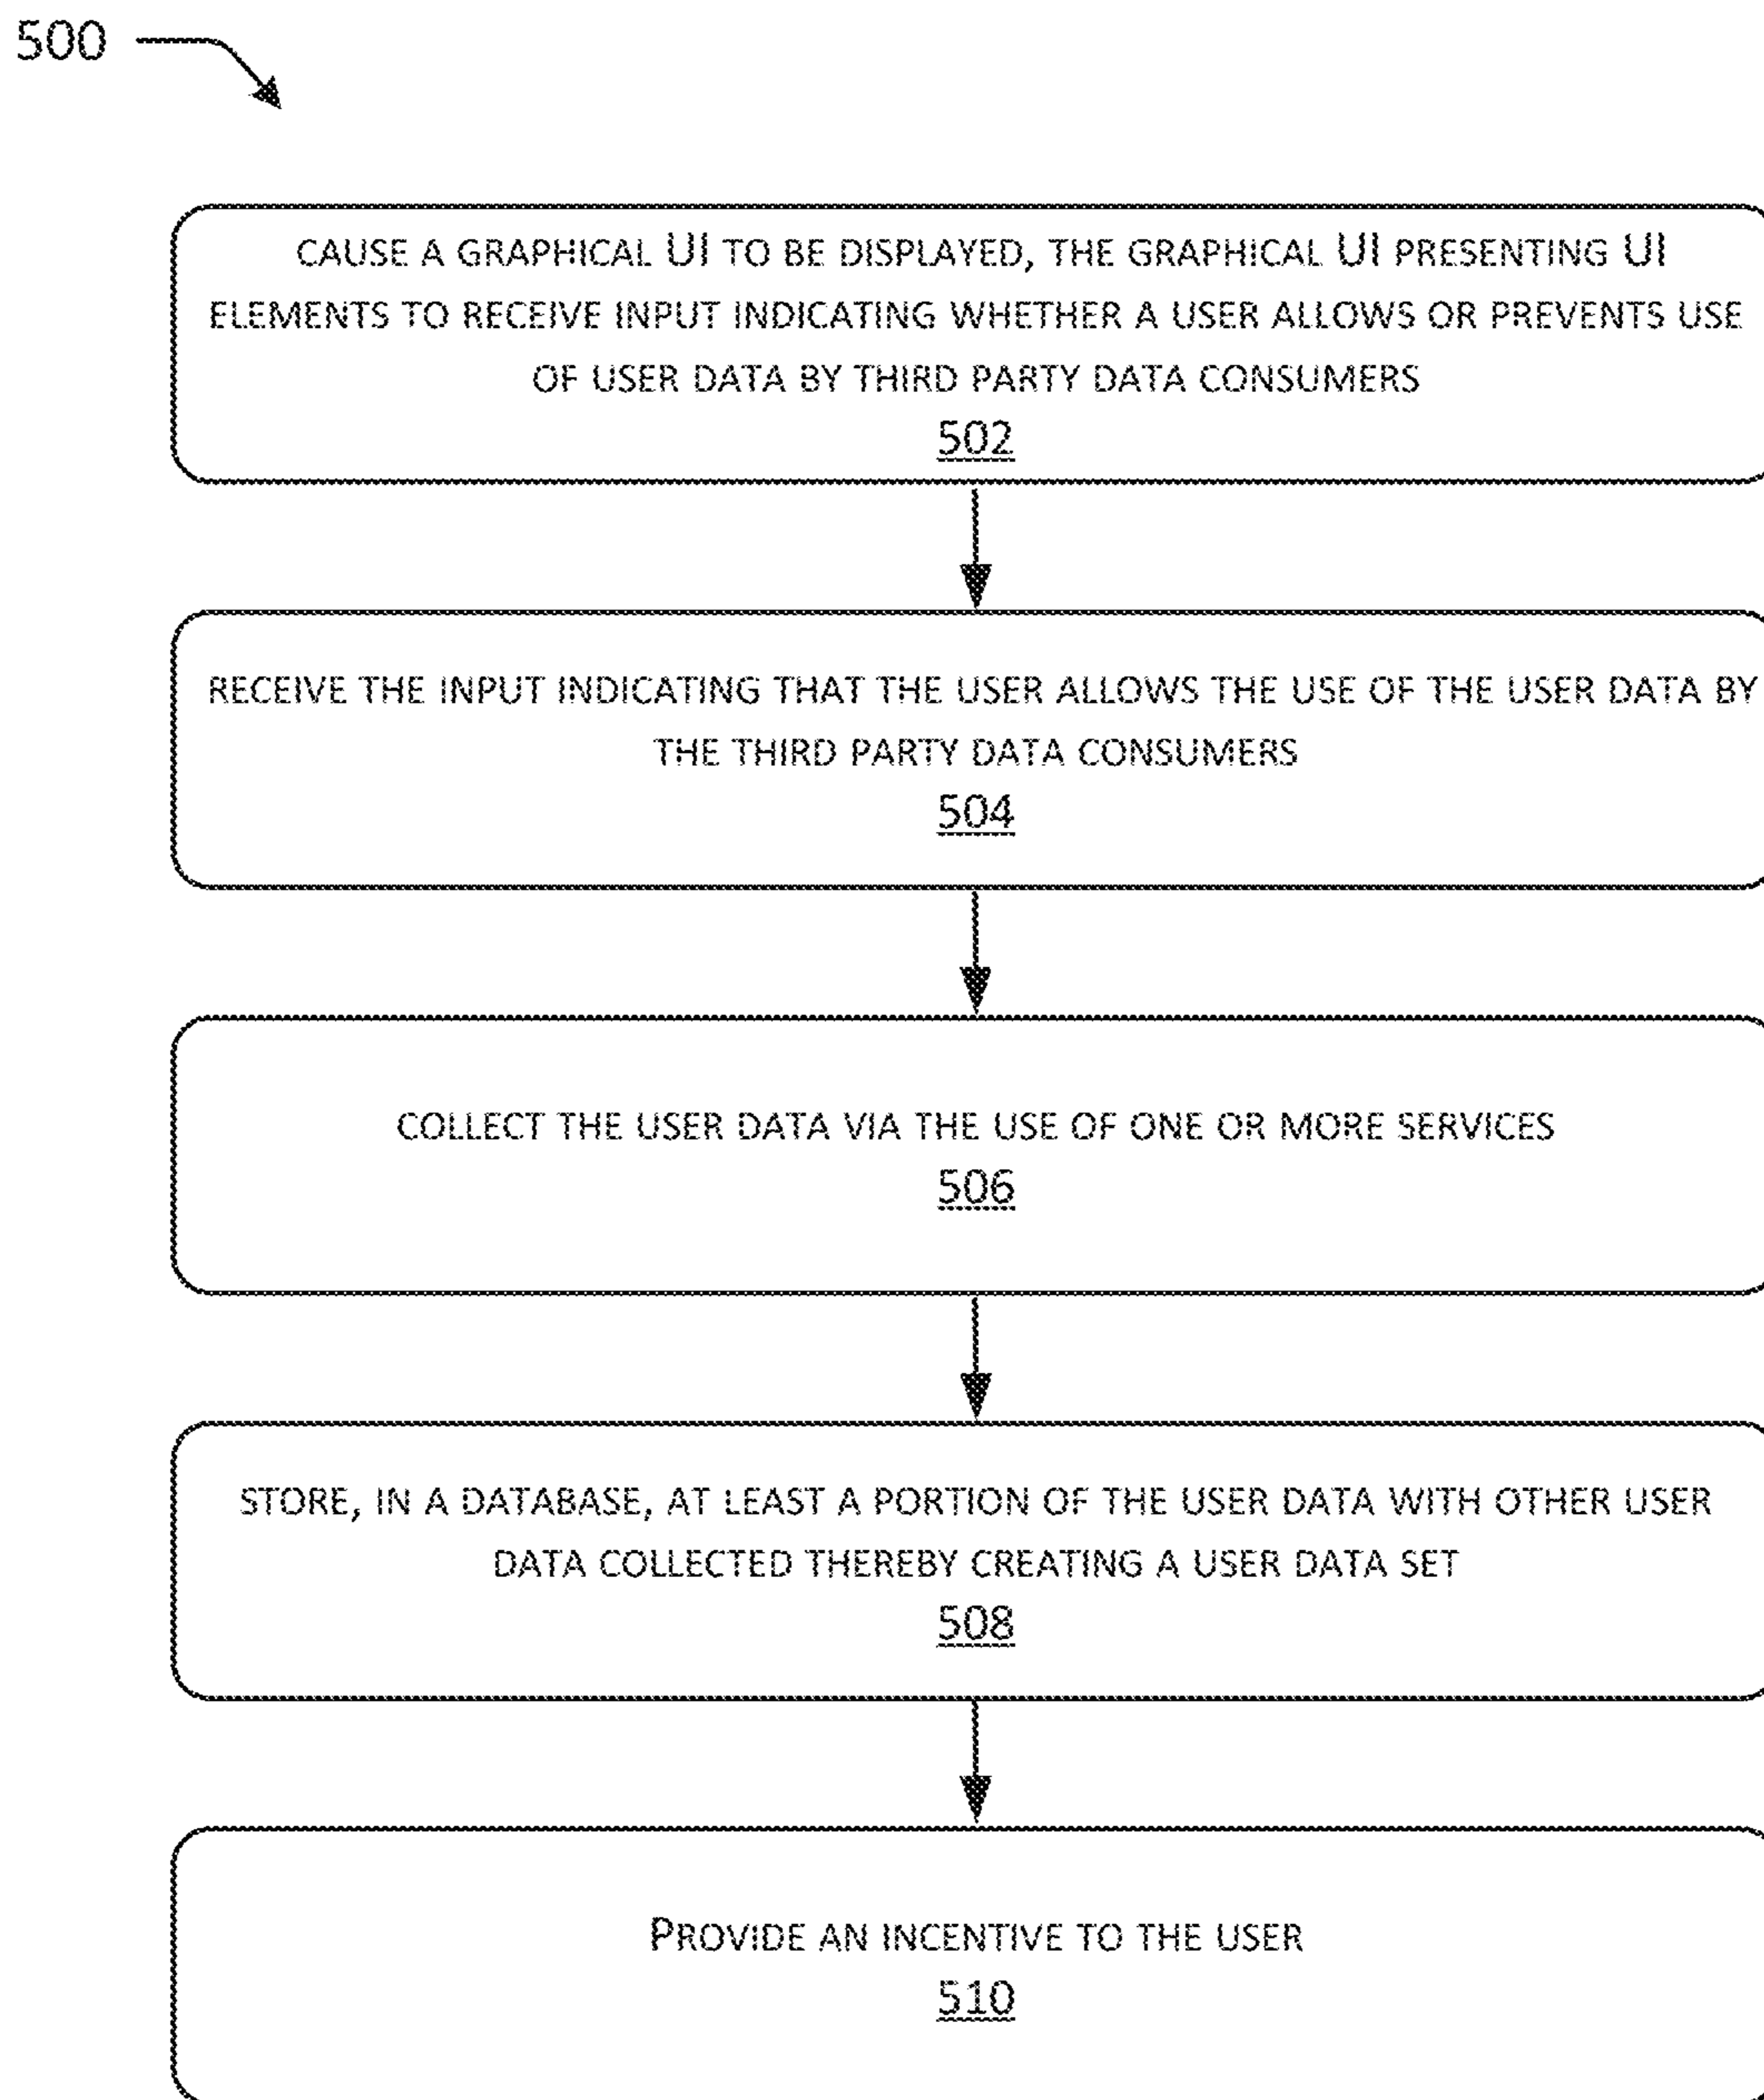 500
CAUSE A GRAPHICAL UI TO BE DISPLAYED, THE GRAPHICAL UI PRESENTING UI
ELEMENTS TO RECEIVE INPUT INDICATING WHETHER A USER ALLOWS OR PREVENTS USE
OF USER DATA BY THIRD PARTY DATA CONSUMERS
502
RECEIVE THE INPUT INDICATING THAT THE USER ALLOWS THE USE OF THE USER DATA BY
THE THIRD PARTY DATA CONSUMERS
504
COLLECT THE USER DATA VIA THE USE OF ONE OR MORE SERVICES
506
STORE, IN A DATABASE, AT LEAST A PORTION OF THE USER DATA WITH OTHER USER
DATA COLLECTED THEREBY CREATING A USER DATA SET
508
PROVIDE AN INCENTIVE TO THE USER
510